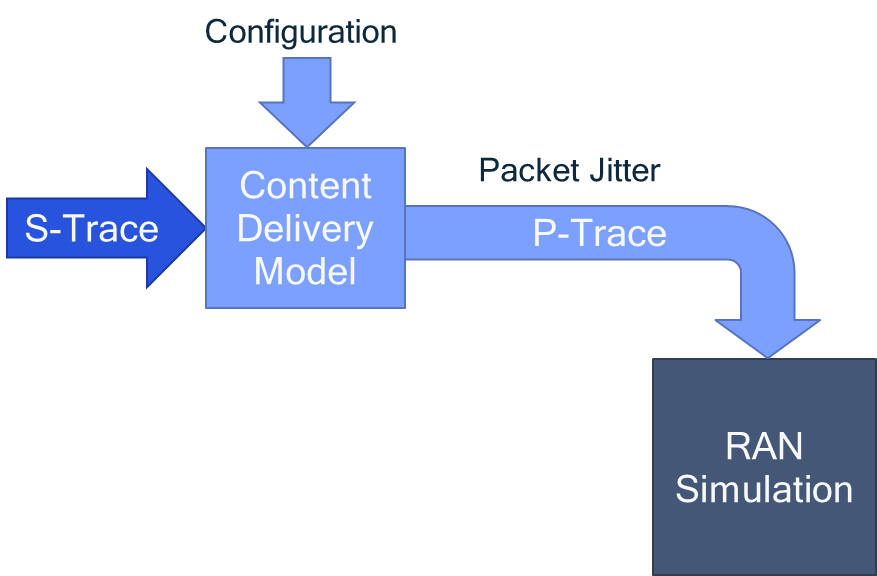 Configuration
Packet Jitter
S-Trace
Content
Delivery
Model
P-Trace
RAN
Simulation